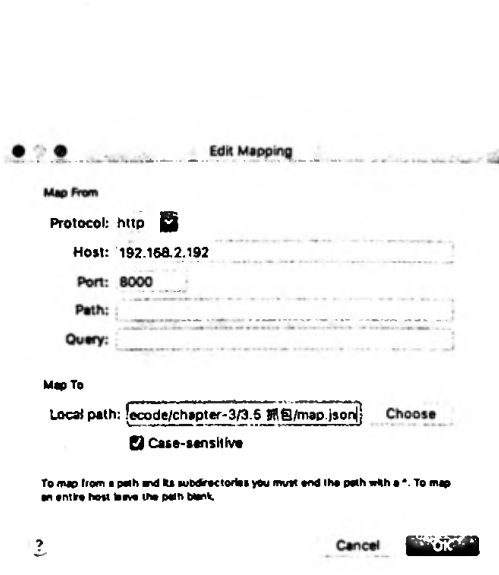 Edit Mapping
Map From
Protocol: http
Host: 192.168.2.192
Port: 8000
Path:
Query:
Map To
Local path: ecode/chapter-3/3.5 抓包/map.json Choose
Case-sensitive
To map from a path and its subdirectories you must end the path with a *. To map
an entire host leave the path blank.
? Cancel OK